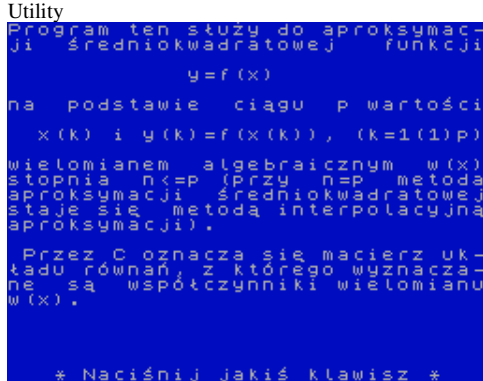 Utility
Program ten służy do aproksymac-
ji średniokwadratowej funkcji
y=f(x)
na podstawie ciągu p wartości
x(k) i y(k)=f(x(k)), (k=1(1)p)
wielomianem algebraicznym w(x)
stopnia n<=p (przy n=p metoda
aproksymacji średniokwadratowej
staje się metodą interpolacyjną
aproksymacji).
Przez C oznacza się macierz uk-
ładu równań, z którego wyznacza-
ne są współczynniki wielomianu
w(x).
* Naciśnij jakiś klawisz *